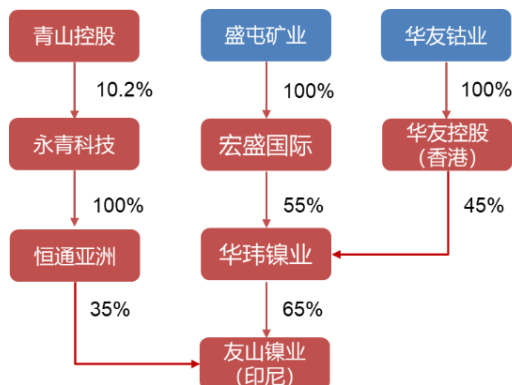 青山控股
盛屯矿业
华友钴业
10.2%
100%
100%
永青科技
宏盛国际
华友控股
（香港）
100%
55%
45%
恒通亚洲
华玮镍业
35%
65%
友山镍业
（印尼）